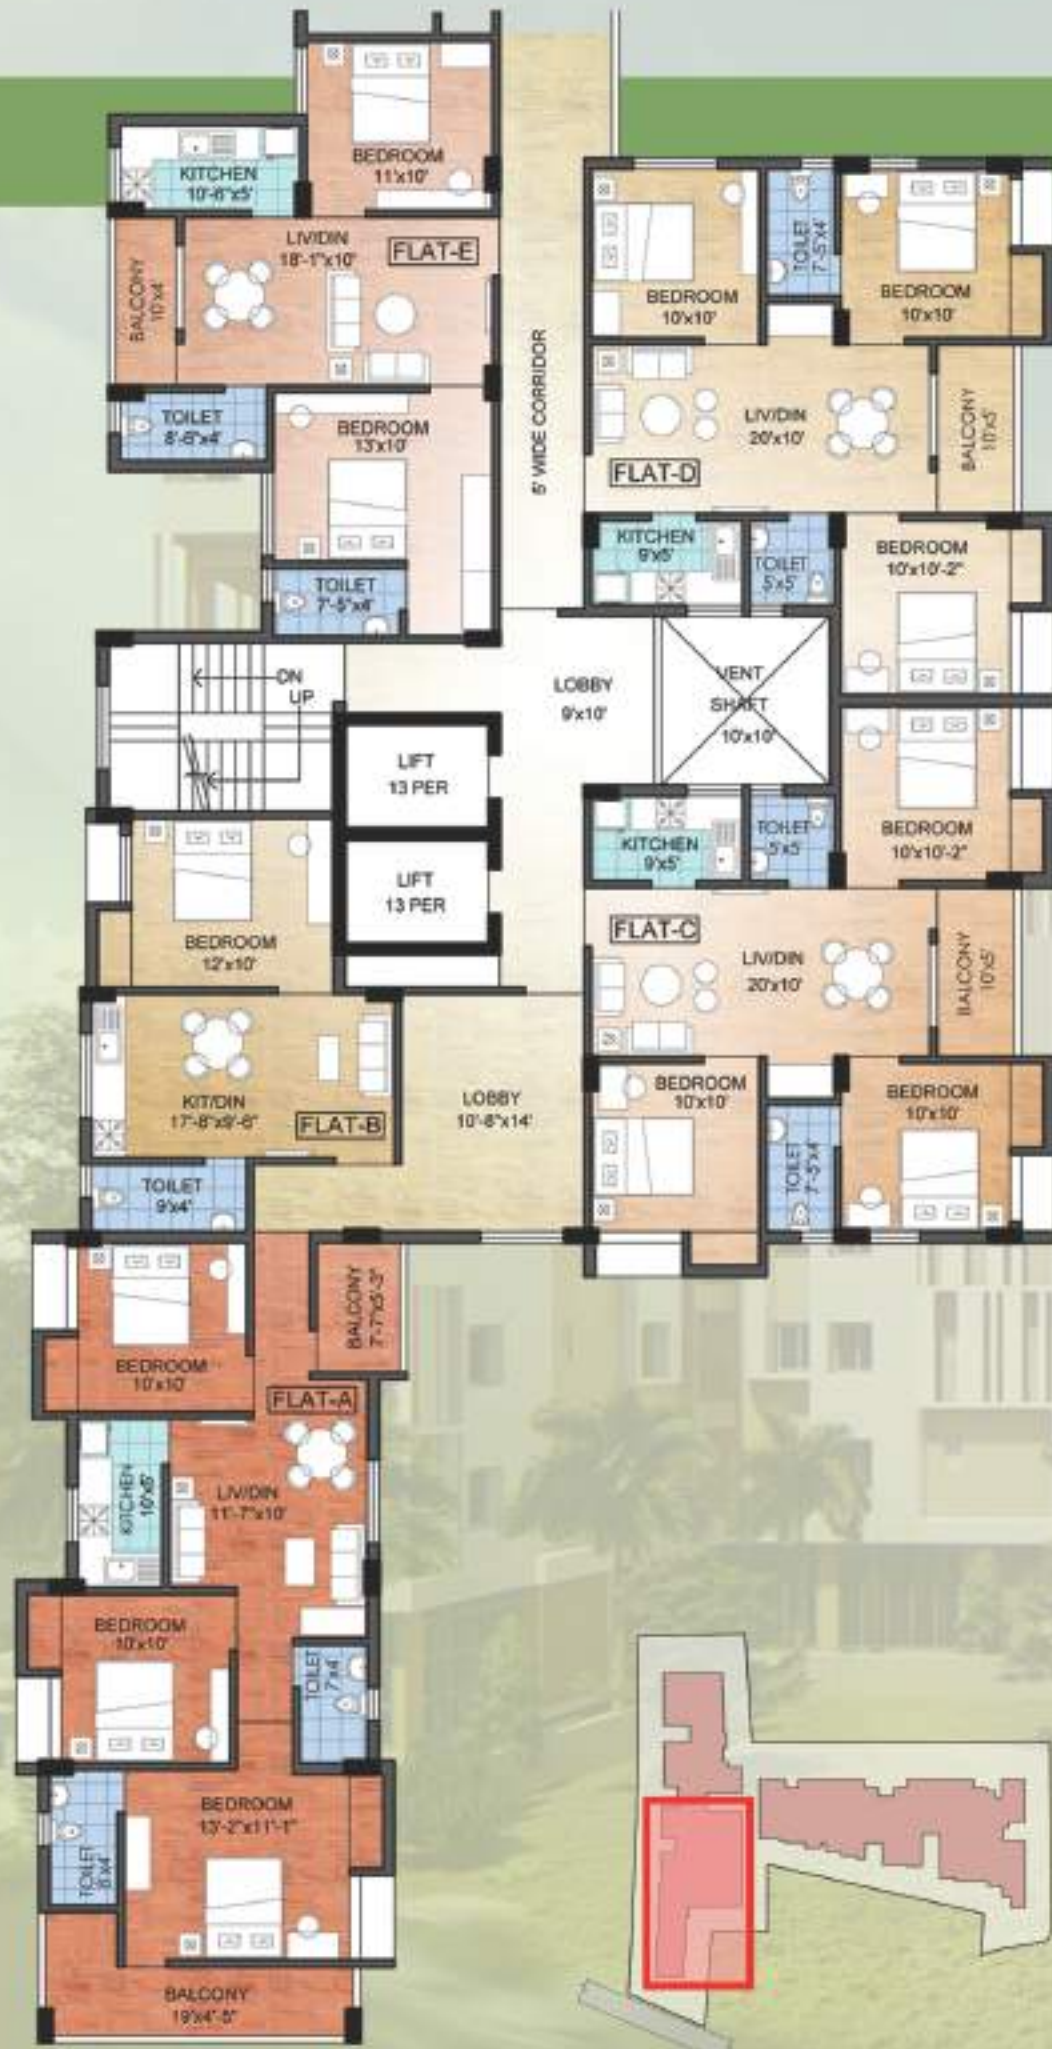 BEDROOM
11'x10'
KITCHEN
10'-6"x5'
LIV/DIN
18'-1"x10'
FLAT-E
BALCONY
10'x4'
TOILET
8'-6"x4'
BEDROOM
13'x10'
TOILET
7'-5"x4'
6' WIDE CORRIDOR
BEDROOM
10'x10'
TOILET
7'-5"x4'
BEDROOM
10'x10'
LIV/DIN
20'x10'
BALCONY
10'x5'
FLAT-D
KITCHEN
9'x5'
TOILET
5'x5'
BEDROOM
10'x10'-2"
DN
UP
LOBBY
9'x10'
VENT
SHAFT
10'x10'
LIFT
13 PER
LIFT
13 PER
KITCHEN
9'x5'
TOILET
5'x5'
BEDROOM
10'x10'-2"
BEDROOM
12'x10'
FLAT-C
LIV/DIN
20'x10'
BALCONY
10'x5'
KIT/DIN
17'-8"x9'-6"
FLAT-B
LOBBY
10'-6"x14'
BEDROOM
10'x10'
TOILET
7'-5"x4'
BEDROOM
10'x10'
TOILET
9'x4'
BALCONY
7'-7"x5'-3"
BEDROOM
10'x10'
FLAT-A
KITCHEN
LIV/DIN
11'-7"x10'
BEDROOM
10'x10'
TOILET
7'x4'
BEDROOM
13'-2"x11'-1"
TOILET
BALCONY
19'x4'-5"